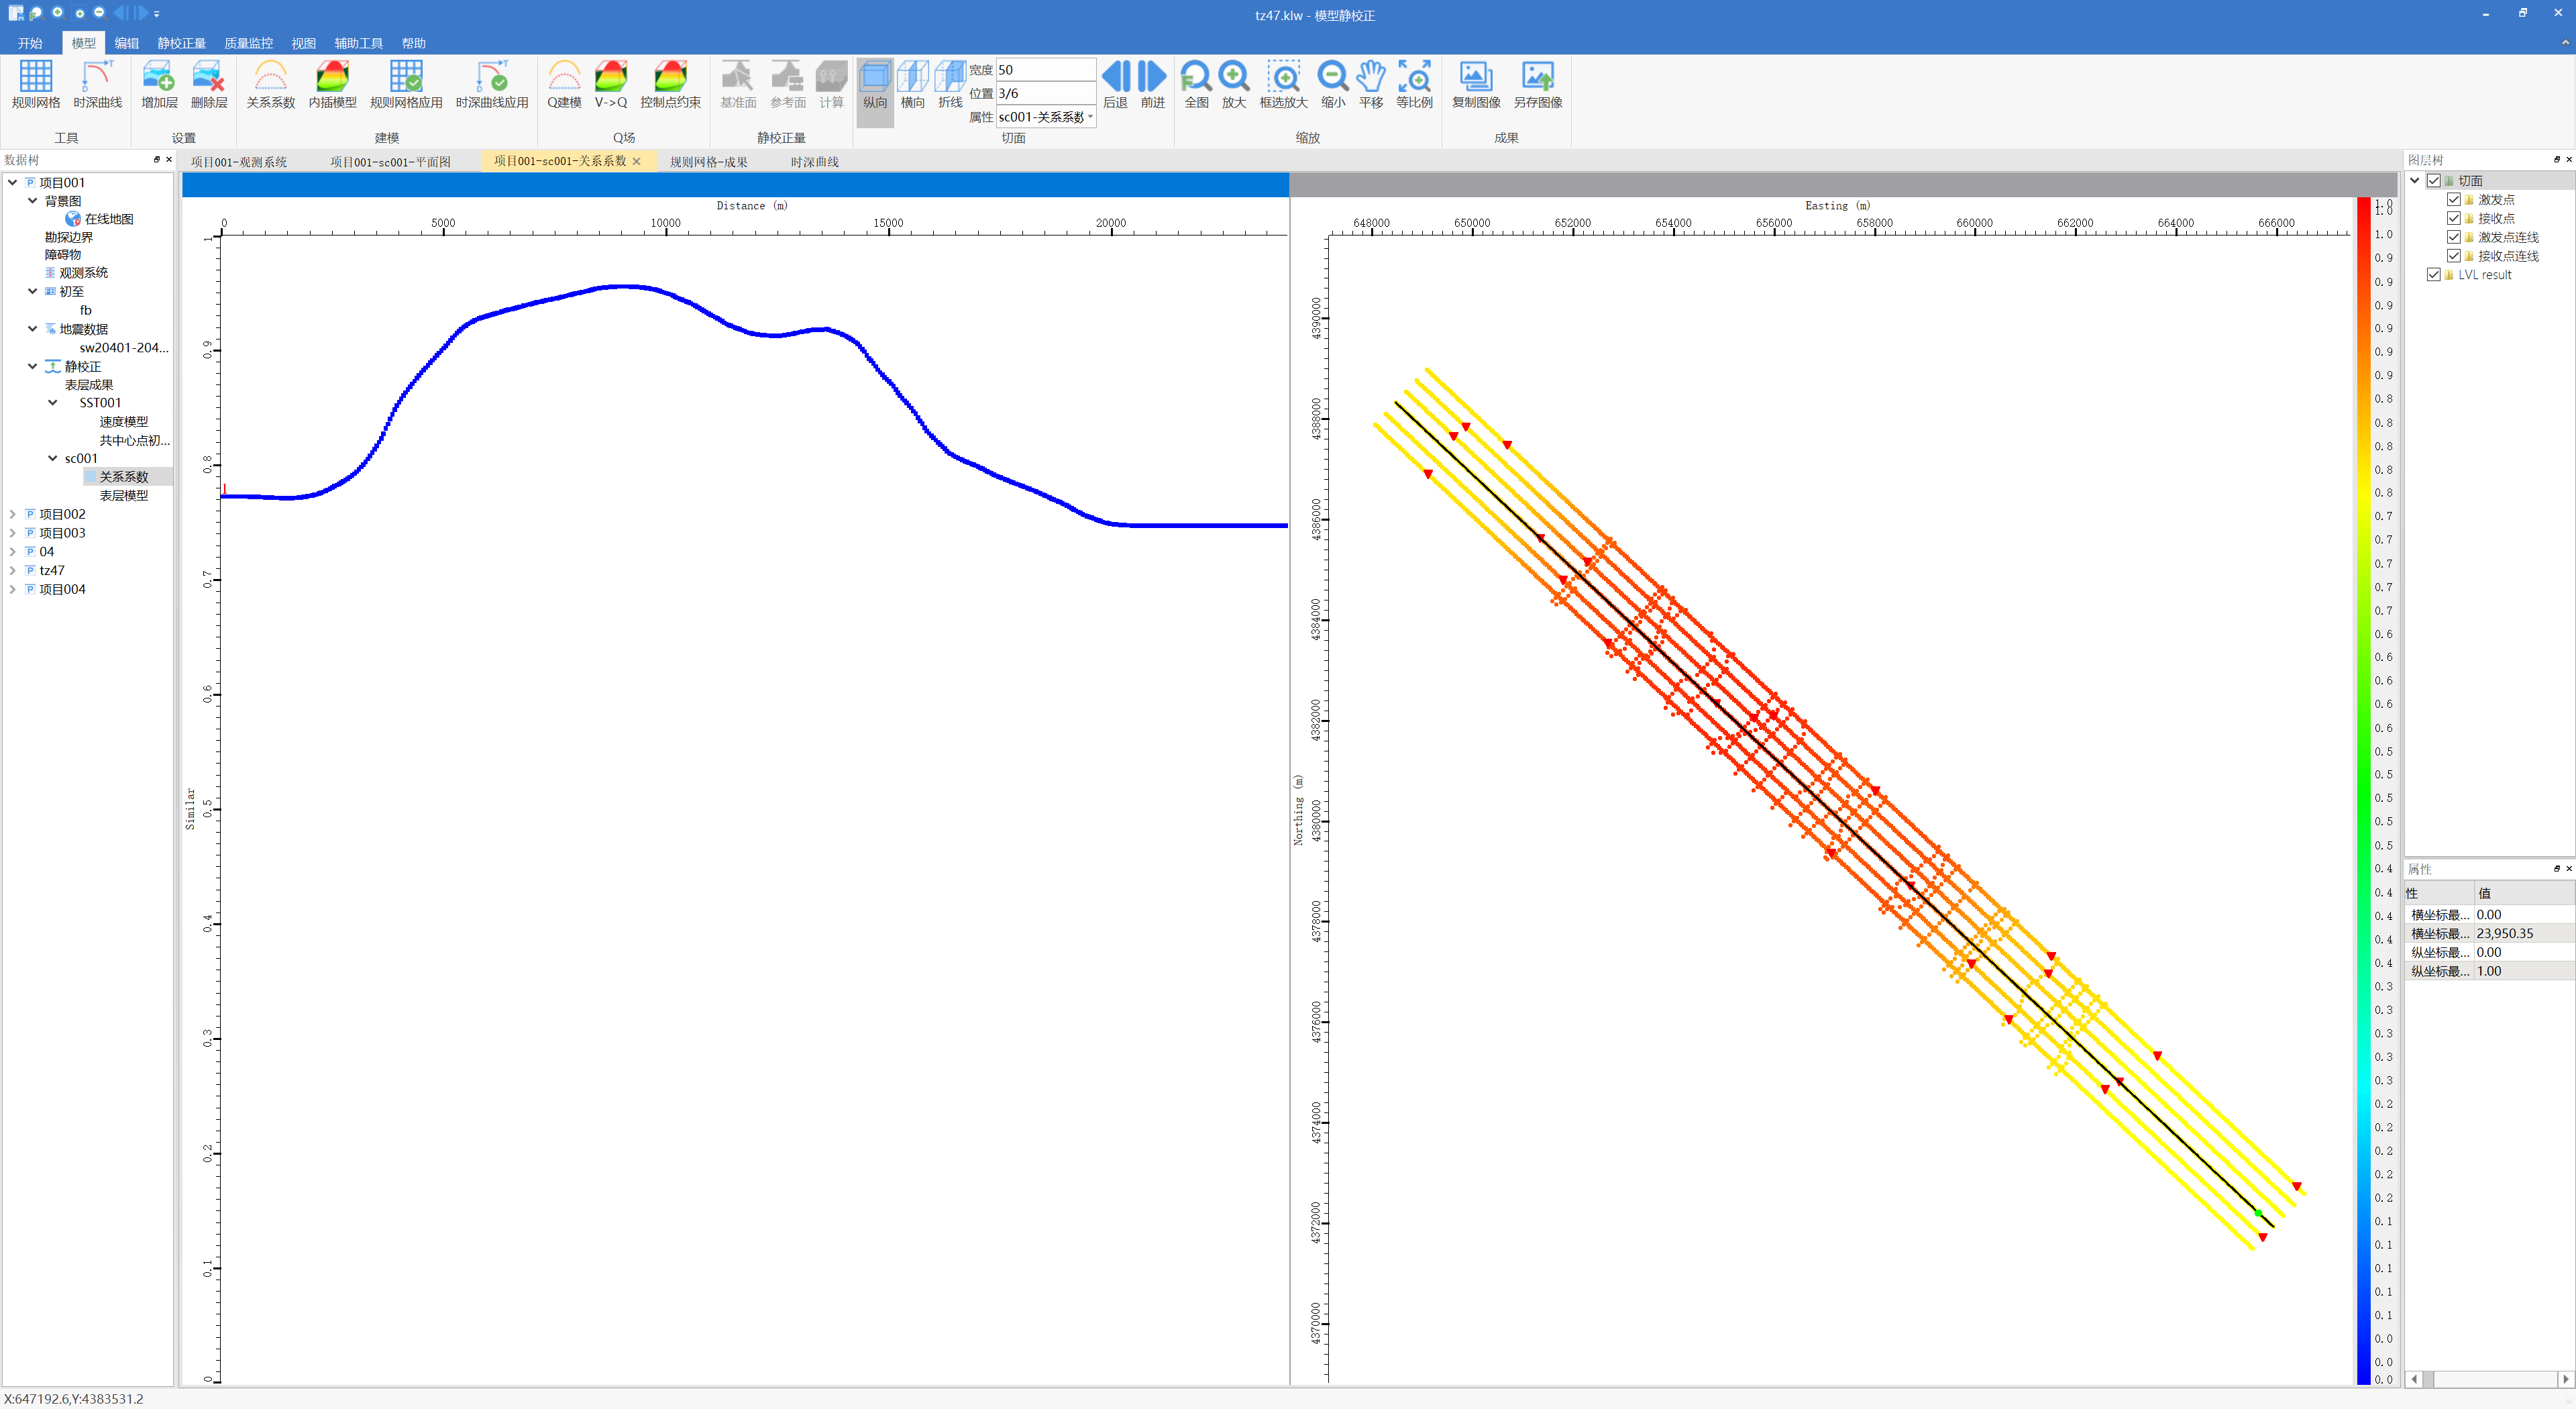 tz47.klw - 模型静校正
开始 模型 编辑 静校正量 质量监控 视图 辅助工具 帮助
规则网格 时深曲线 增加层 删除层 关系系数 内插模型 规则网格应用 时深曲线应用 Q建模 V->Q 控制点约束 基准面 参考面 计算 纵向 横向 折线
宽度 50
位置 3/6
属性 sc001-关系系数
后退 前进 全图 放大 框选放大 缩小 平移 等比例 复制图像 另存图像
工具 设置 建模 Q场 静校正量 切面 缩放 成果
数据树
项目001-观测系统 项目001-sc001-平面图 项目001-sc001-关系系数 规则网格-成果 时深曲线
项目001
背景图
在线地图
勘探边界
障碍物
观测系统
初至
fb
地震数据
sw20401-204...
静校正
表层成果
SST001
速度模型
共中心点初...
sc001
关系系数
表层模型
项目002
项目003
04
tz47
项目004
Distance (m)
0 5000 10000 15000 20000
1
0.9
0.8
0.7
0.6
0.5
0.4
0.3
0.2
0.1
0
Similar
Easting (m)
648000 650000 652000 654000 656000 658000 660000 662000 664000 666000
4390000
4388000
4386000
4384000
4382000
4380000
4378000
4376000
4374000
4372000
4370000
Northing (m)
1.0
1.0
1.0
0.9
0.9
0.9
0.9
0.9
0.9
0.8
0.8
0.8
0.8
0.8
0.7
0.7
0.7
0.7
0.7
0.6
0.6
0.6
0.6
0.6
0.5
0.5
0.5
0.5
0.5
0.4
0.4
0.4
0.4
0.4
0.3
0.3
0.3
0.3
0.3
0.2
0.2
0.2
0.2
0.2
0.1
0.1
0.1
0.1
0.1
0.0
0.0
0.0
图层树
切面
激发点
接收点
激发点连线
接收点连线
LVL result
属性
性 值
横坐标最... 0.00
横坐标最... 23,950.35
纵坐标最... 0.00
纵坐标最... 1.00
X:647192.6,Y:4383531.2